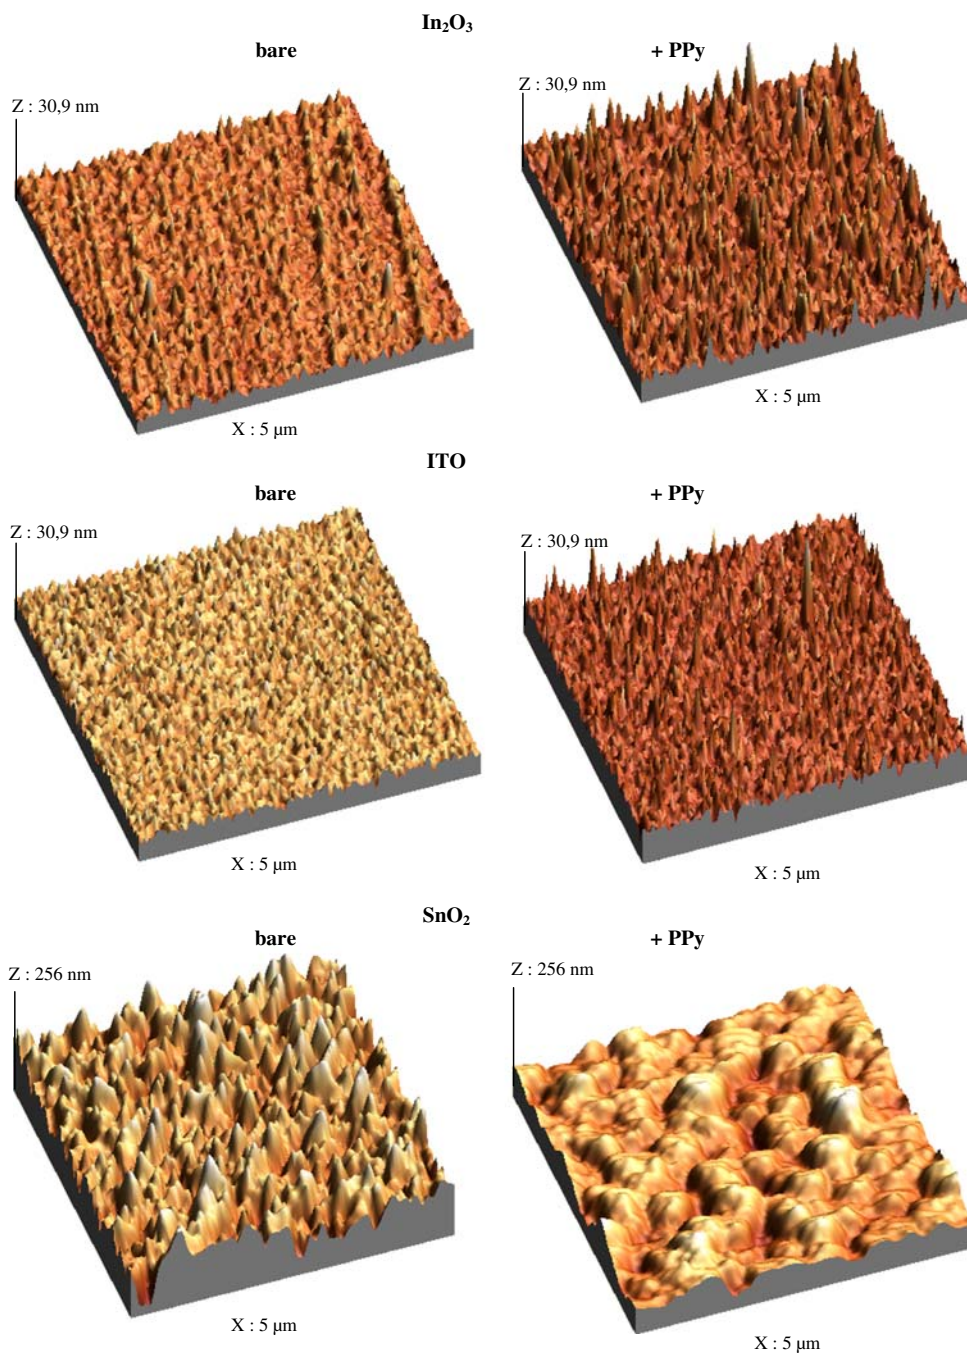 In₂O₃
bare + PPy
Z : 30,9 nm Z : 30,9 nm
X : 5 µm X : 5 µm
ITO
bare + PPy
Z : 30,9 nm Z : 30,9 nm
X : 5 µm X : 5 µm
SnO₂
bare + PPy
Z : 256 nm Z : 256 nm
X : 5 µm X : 5 µm